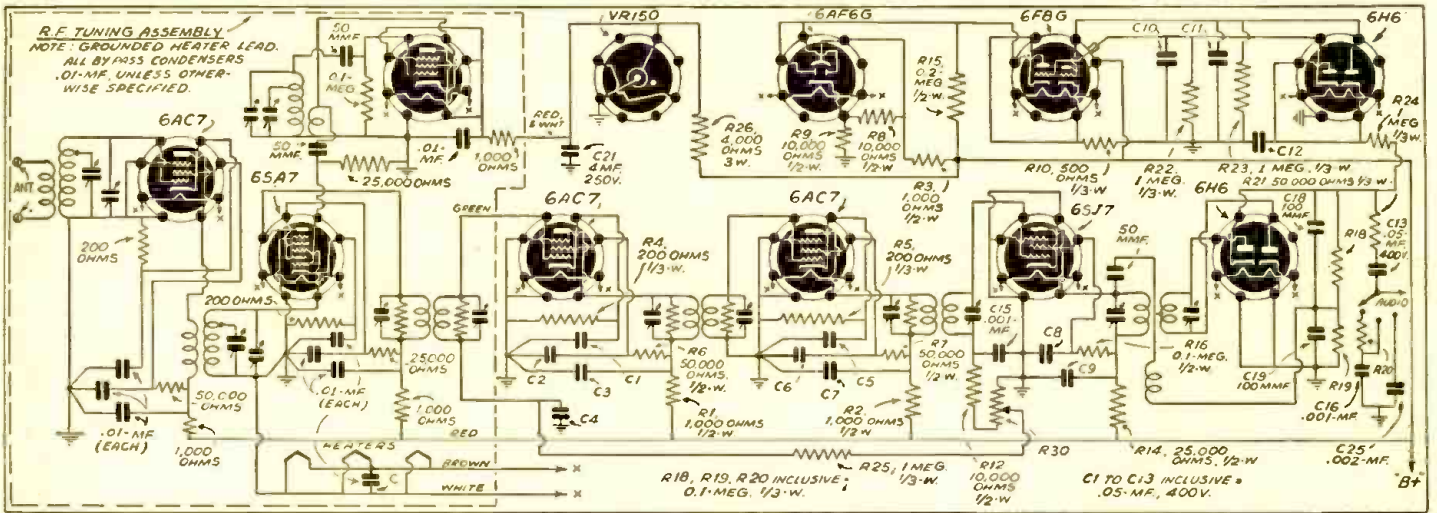 R.F. TUNING ASSEMBLY
NOTE: GROUNDED HEATER LEAD.
ALL BY PASS CONDENSERS
.01-MF. UNLESS OTHER-
WISE SPECIFIED.
50
MMF.
0.1-
MEG
6AC7
ANT.
50
MMF.
.01-
MF.
1,000
OHMS
RED
& WHT
25,000 OHMS
6SA7
200
OHMS
200 OHMS
GREEN
50,000
OHMS
.01-MF
(EACH)
1,000
OHMS
25,000
OHMS
.01-MF
(EACH)
1,000
OHMS
RED
HEATERS
C
BROWN
WHITE
X
X
VR150
C21
4 MF.
250V.
R26,
4,000
OHMS
3 W.
6AF6G
R9
10,000
OHMS
1/2-W.
R8
10,000
OHMS
1/2-W.
R15,
0.2-
MEG.
1/2-W.
R3,
1,000
OHMS
1/2-W.
6F8G
R10, 500
OHMS
1/3-W.
C10
C11
R22,
1 MEG.
1/3-W.
R23, 1 MEG. 1/3-W.
C12
6H6
R24
MEG
1/3 W.
R21 50,000 OHMS 1/3 W.
6AC7
R4,
200 OHMS
1/3-W.
C2
C1
C3
C4
R6
50,000
OHMS
1/2-W.
R1,
1,000 OHMS
1/2-W.
6AC7
R5,
200 OHMS
1/3-W
C6
C5
C7
R2,
1,000 OHMS
1/2-W
R7
50,000
OHMS
1/2-W.
6SJ7
C15
.001-
MF.
C8
C9
50
MMF.
R16
0.1-MEG.
1/2-W.
R12
10,000
OHMS
1/2-W
R30
R14, 25,000
OHMS, 1/2-W
R25, 1 MEG.
1/3-W.
6H6
C18
100
MMF
R18
C13
.05-
MF.
400V.
AUDIO
C19
100MMF
R19
R20
C16
.001-MF.
C25
.002-MF.
"B+"
R18, R19, R20 INCLUSIVE =
0.1-MEG. 1/3-W.
C1 TO C13 INCLUSIVE =
.05-MF., 400V.